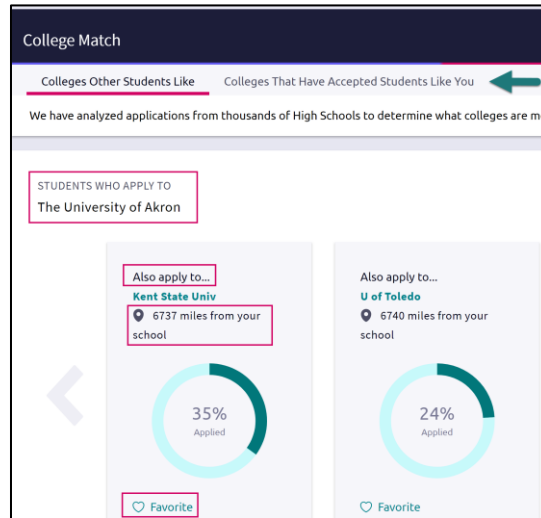 College Match
Colleges Other Students Like
Colleges That Have Accepted Students Like You
We have analyzed applications from thousands of High Schools to determine what colleges are
STUDENTS WHO APPLY TO
The University of Akron
Also apply to...
Kent State Univ
6737 miles from your
school
35%
Applied
Favorite
Also apply to...
U of Toledo
6740 miles from your
school
24%
Applied
Favorite